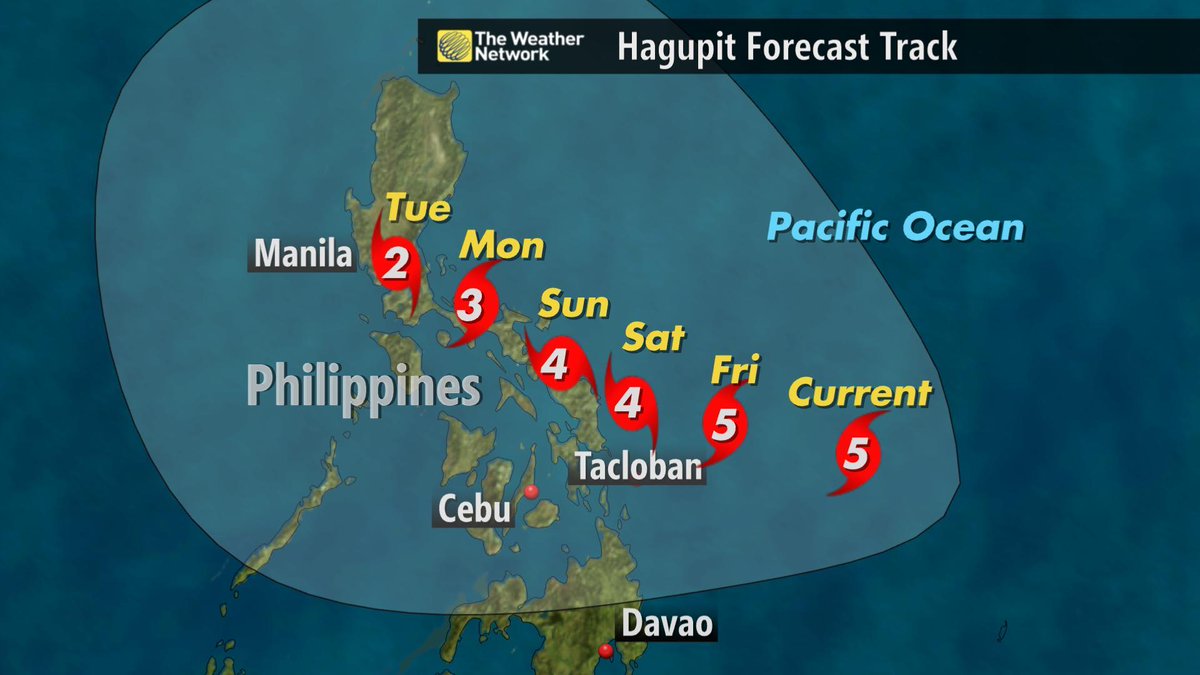 The Weather
Network
Hagupit Forecast Track
Tue
Pacific Ocean
Manila
2
Mon
3
Sun
4
Sat
4
Fri
5
Current
5
Philippines
Tacloban
Cebu
Davao